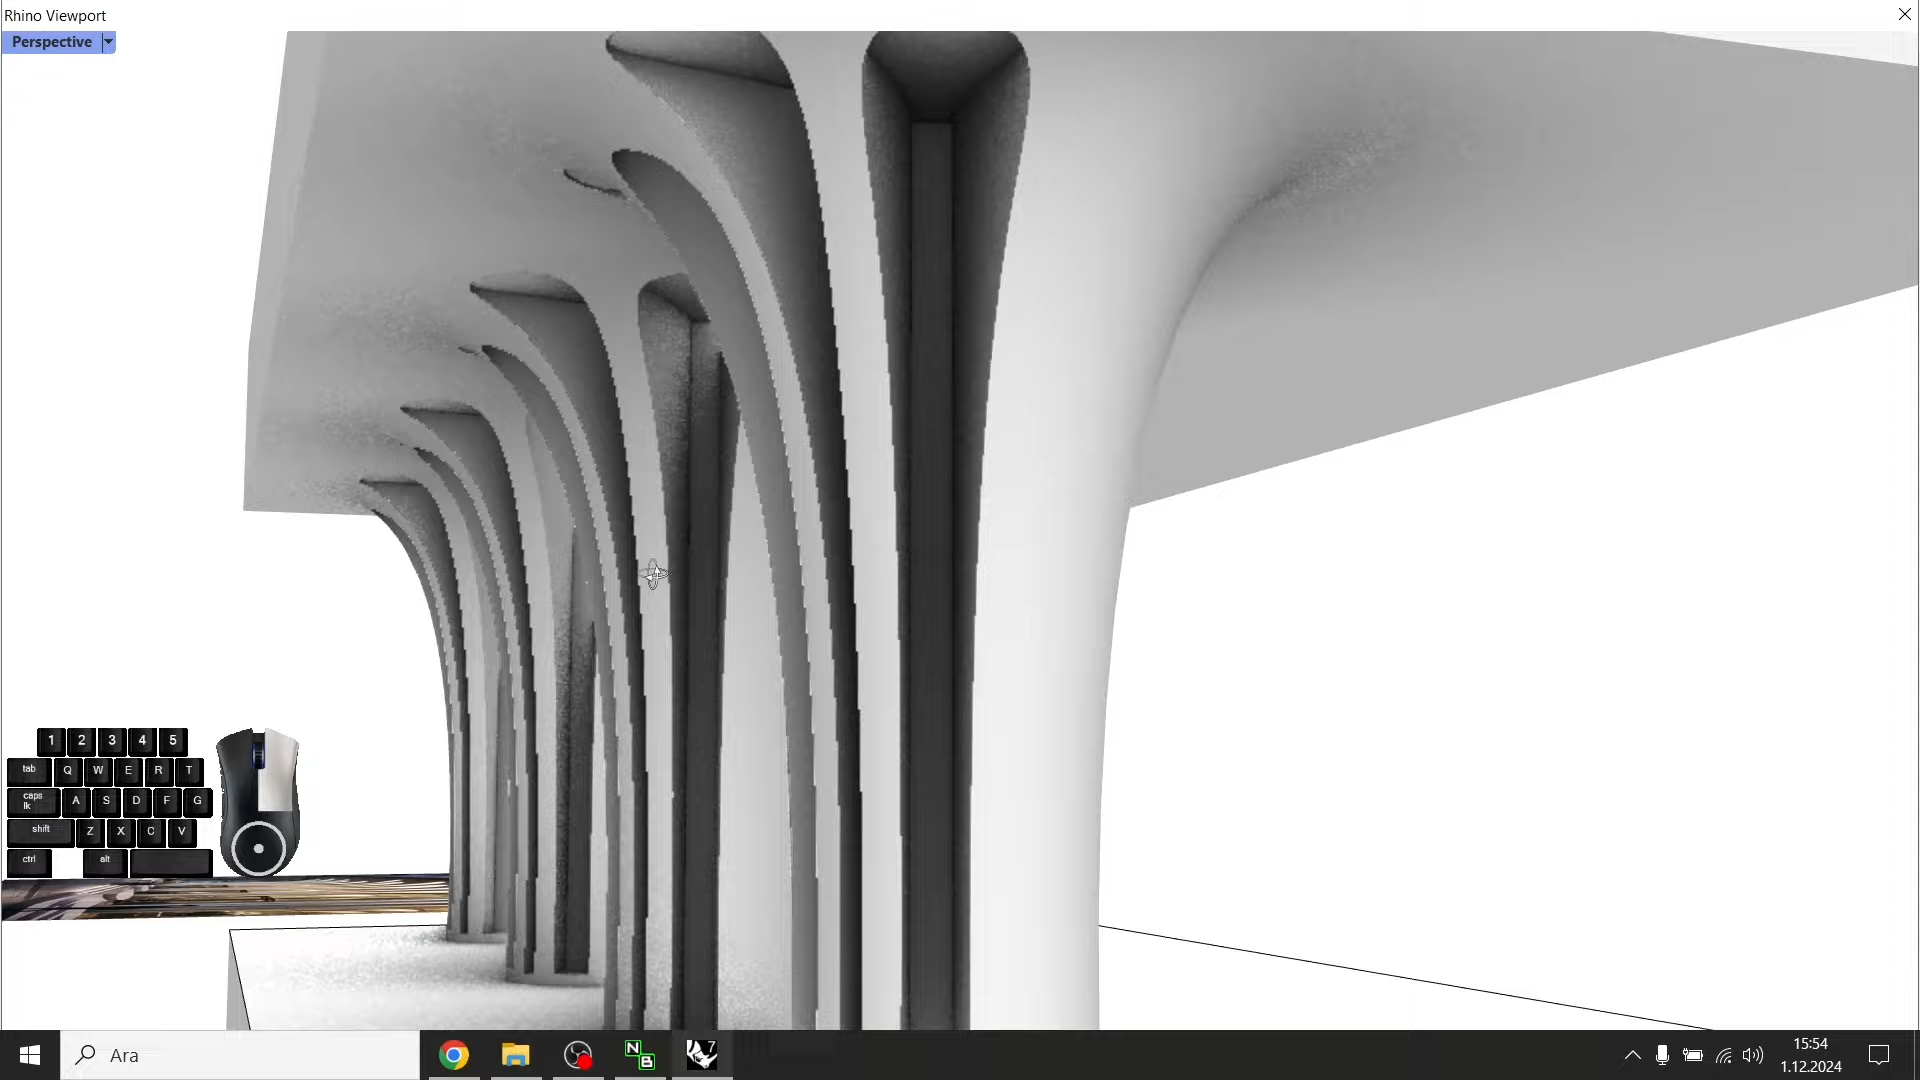 Rhino Viewport
Perspective
1 2 3 4 5
tab Q W E R T
caps lk A S D F G
shift Z X C V
ctrl alt
Ara
N B
7
15:54
1.12.2024